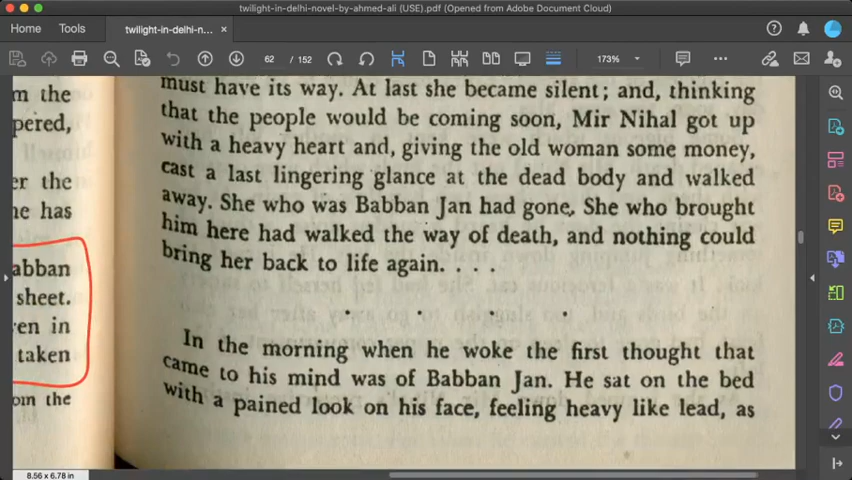 twilight-in-delhi-novel-by-ahmed-ali (USE).pdf (Opened from Adobe Document Cloud)
Home
Tools
twilight-in-delhi-n...
62 / 152
173%
m the
pered,
er the
ne has
abban
sheet.
en in
taken
om the
must have its way. At last she became silent; and, thinking
that the people would be coming soon, Mir Nihal got up
with a heavy heart and, giving the old woman some money,
cast a last lingering glance at the dead body and walked
away. She who was Babban Jan had gone. She who brought
him here had walked the way of death, and nothing could
bring her back to life again. . . .
. . . .
In the morning when he woke the first thought that
came to his mind was of Babban Jan. He sat on the bed
with a pained look on his face, feeling heavy like lead, as
8.56 x 6.78 in